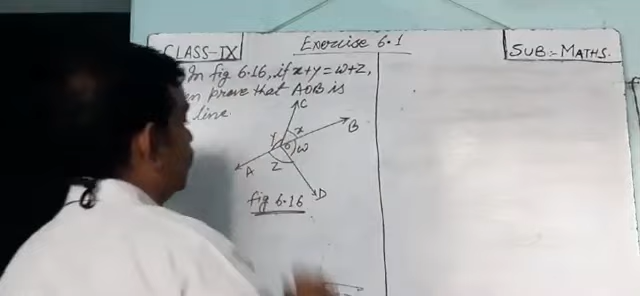 CLASS-IX
Exercise 6.1
SUB:- MATHS.
In fig 6.16, if x+y = w+z,
prove that AOB is
line.
C
y x B
O w
A z
D
fig 6.16